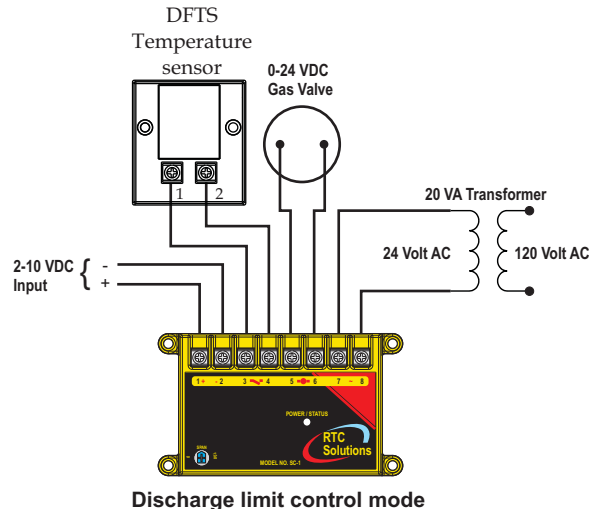 DFTS
Temperature
sensor
0-24 VDC
Gas Valve
1 2
20 VA Transformer
24 Volt AC
120 Volt AC
2-10 VDC
Input
-
+
1 + - 2 3 4 5 6 7 ~ 8
POWER / STATUS
RTC
Solutions
SPAN
MODEL NO. SC-1
Discharge limit control mode